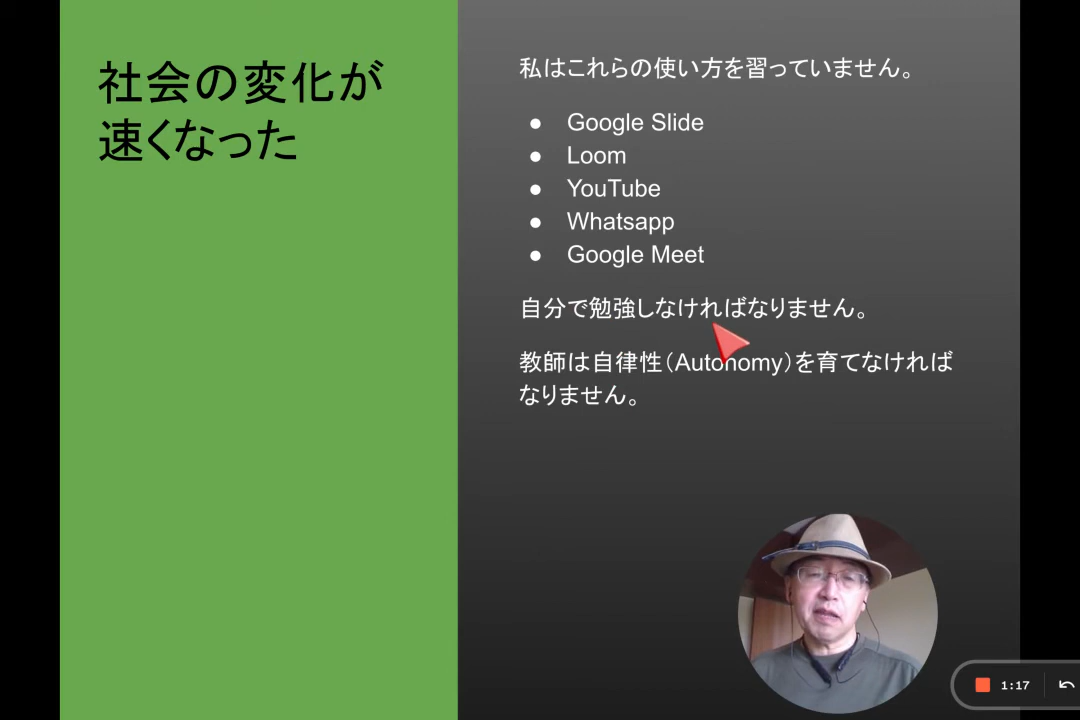 社会の変化が
速くなった
私はこれらの使い方を習っていません。
● Google Slide
● Loom
● YouTube
● Whatsapp
● Google Meet
自分で勉強しなければなりません。
教師は自律性（Autonomy）を育てなければ
なりません。
1:17